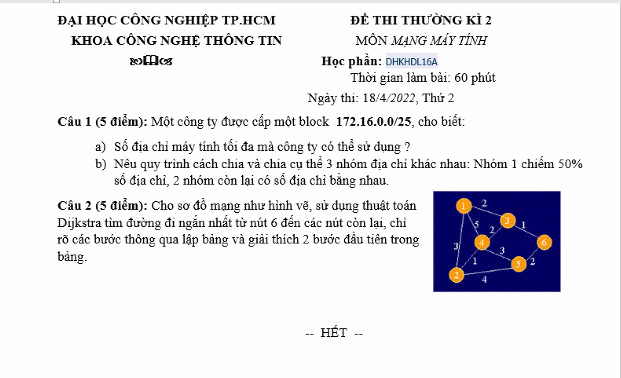 ĐẠI HỌC CÔNG NGHIỆP TP.HCM
KHOA CÔNG NGHỆ THÔNG TIN
ĐỀ THI THƯỜNG KÌ 2
MÔN MẠNG MÁY TÍNH
Học phần: DHKHDL16A
Thời gian làm bài: 60 phút
Ngày thi: 18/4/2022, Thứ 2
Câu 1 (5 điểm): Một công ty được cấp một block 172.16.0.0/25, cho biết:
a) Số địa chỉ máy tính tối đa mà công ty có thể sử dụng ?
b) Nêu quy trình cách chia và chia cụ thể 3 nhóm địa chỉ khác nhau: Nhóm 1 chiếm 50%
số địa chỉ, 2 nhóm còn lại có số địa chỉ bằng nhau.
Câu 2 (5 điểm): Cho sơ đồ mạng như hình vẽ, sử dụng thuật toán
Dijkstra tìm đường đi ngắn nhất từ nút 6 đến các nút còn lại, chỉ
rõ các bước thông qua lập bảng và giải thích 2 bước đầu tiên trong
bảng.
1 2
3
5 2 1
4 6
3 3
1 5 2
2
4
-- HẾT --